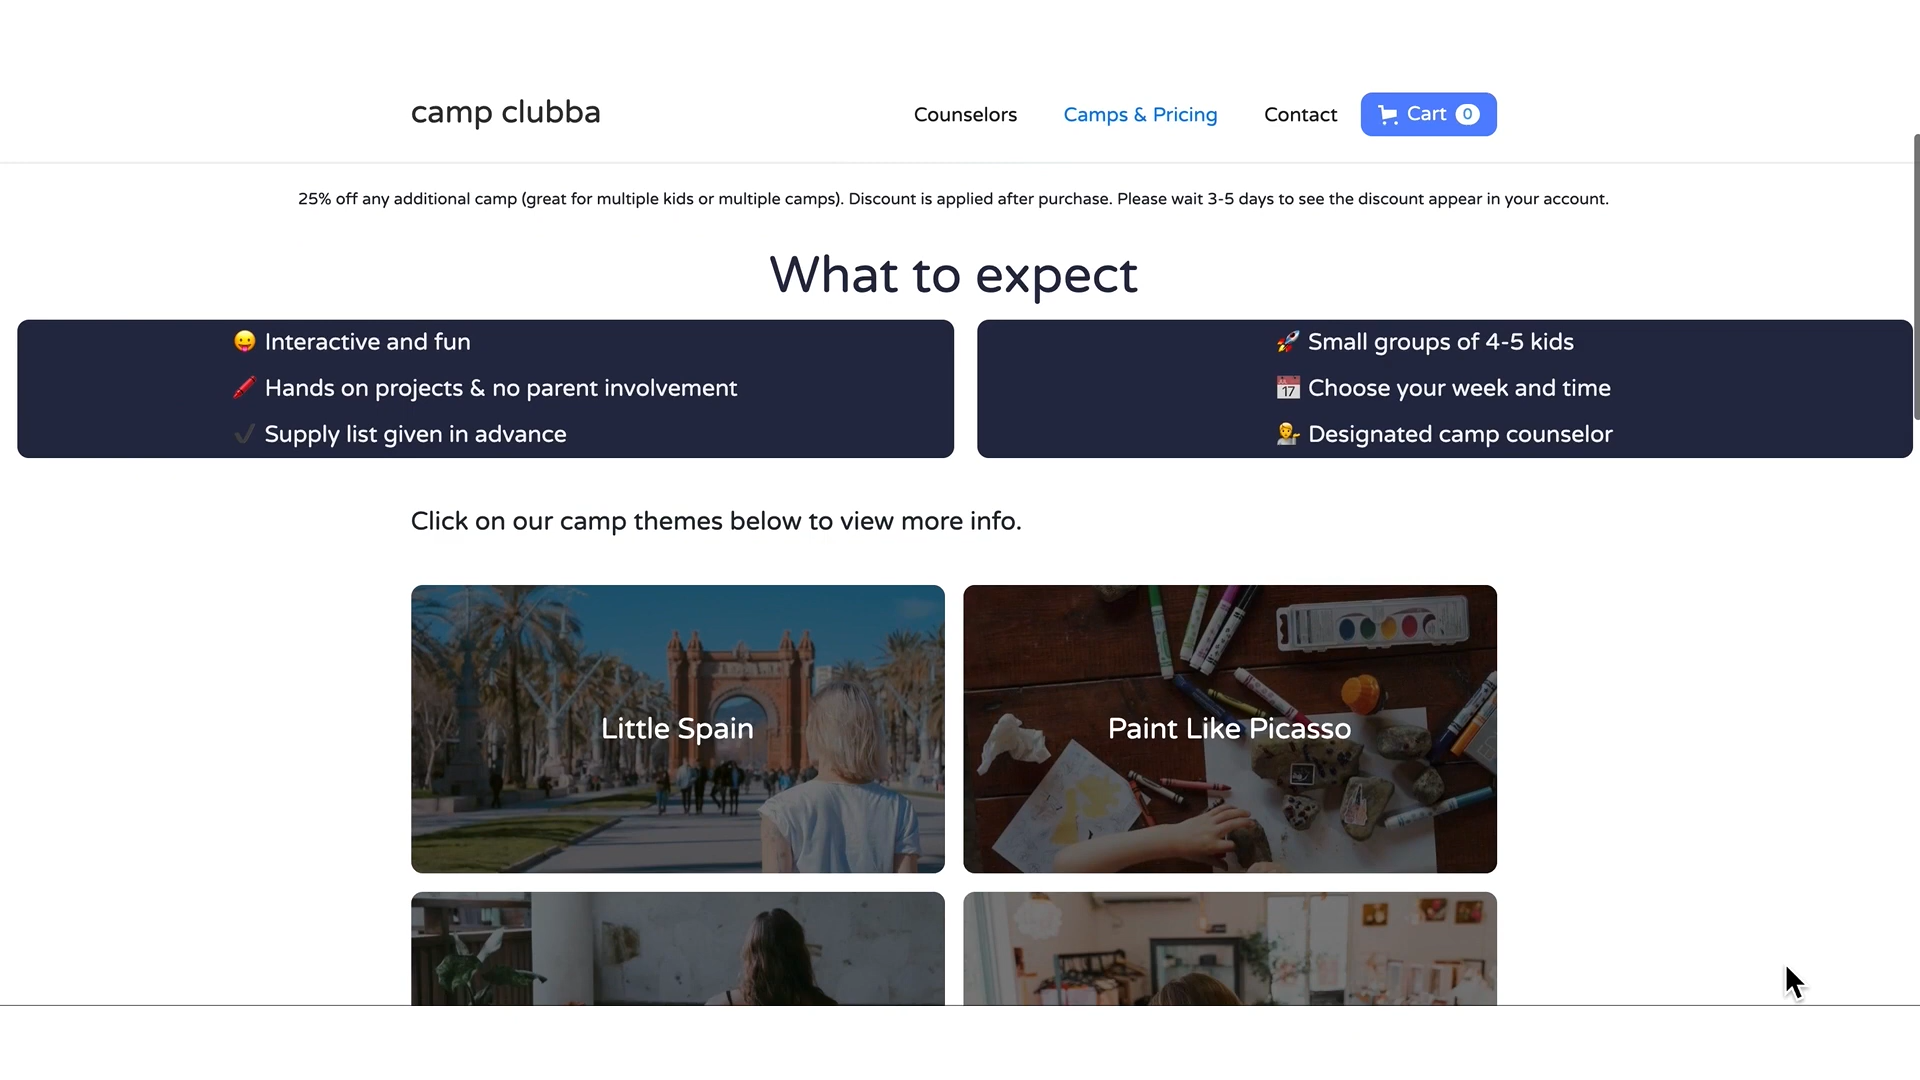 camp clubba
Counselors
Camps & Pricing
Contact
Cart 0
25% off any additional camp (great for multiple kids or multiple camps). Discount is applied after purchase. Please wait 3-5 days to see the discount appear in your account.
What to expect
😛 Interactive and fun
🖍️ Hands on projects & no parent involvement
✔️ Supply list given in advance
🚀 Small groups of 4-5 kids
📅 Choose your week and time
💁 Designated camp counselor
Click on our camp themes below to view more info.
Little Spain
Paint Like Picasso